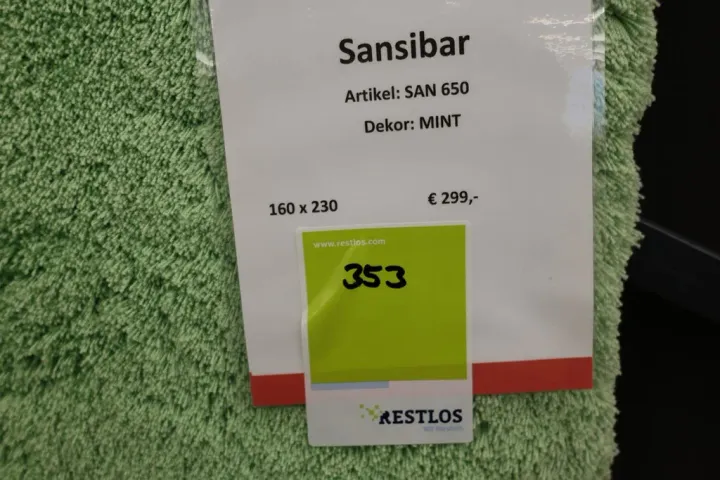 Sansibar
Artikel: SAN 650
Dekor: MINT
160 x 230 € 299,-
www.restlos.com
353
RESTLOS